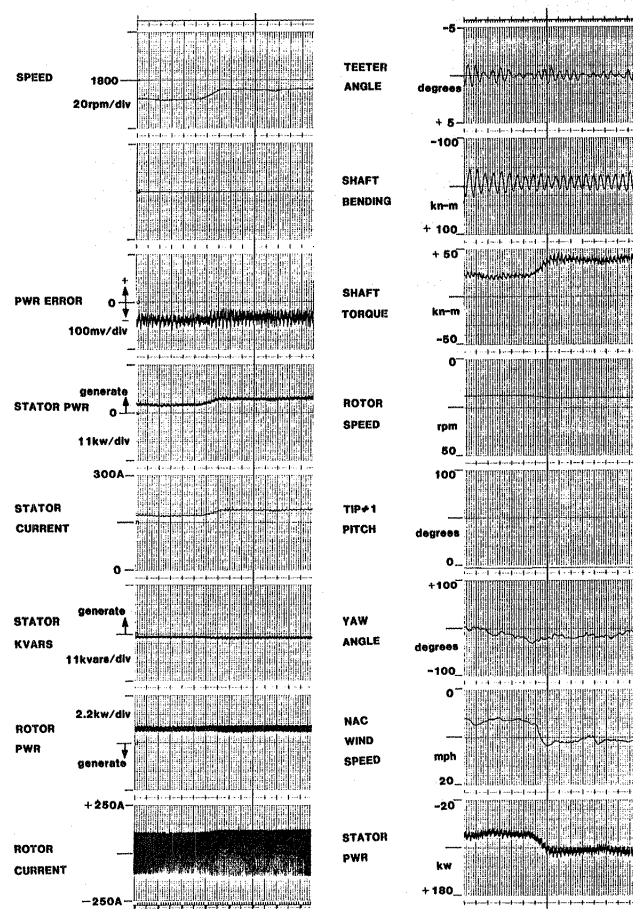 SPEED
1800
20rpm/div
PWR ERROR
+
0
100mv/div
generate
STATOR PWR
0
11kw/div
300A
STATOR
CURRENT
0
generate
STATOR
KVARS
11kvars/div
2.2kw/div
ROTOR
PWR
generate
+250A
ROTOR
CURRENT
-250A
-5
TEETER
ANGLE
degrees
+ 5
-100
SHAFT
BENDING
kn-m
+ 100
+ 50
SHAFT
TORQUE
kn-m
-50
0
ROTOR
SPEED
rpm
50
100
TIP#1
PITCH
degrees
0
+100
YAW
ANGLE
degrees
-100
0
NAC
WIND
SPEED
mph
20
-20
STATOR
PWR
kw
+180